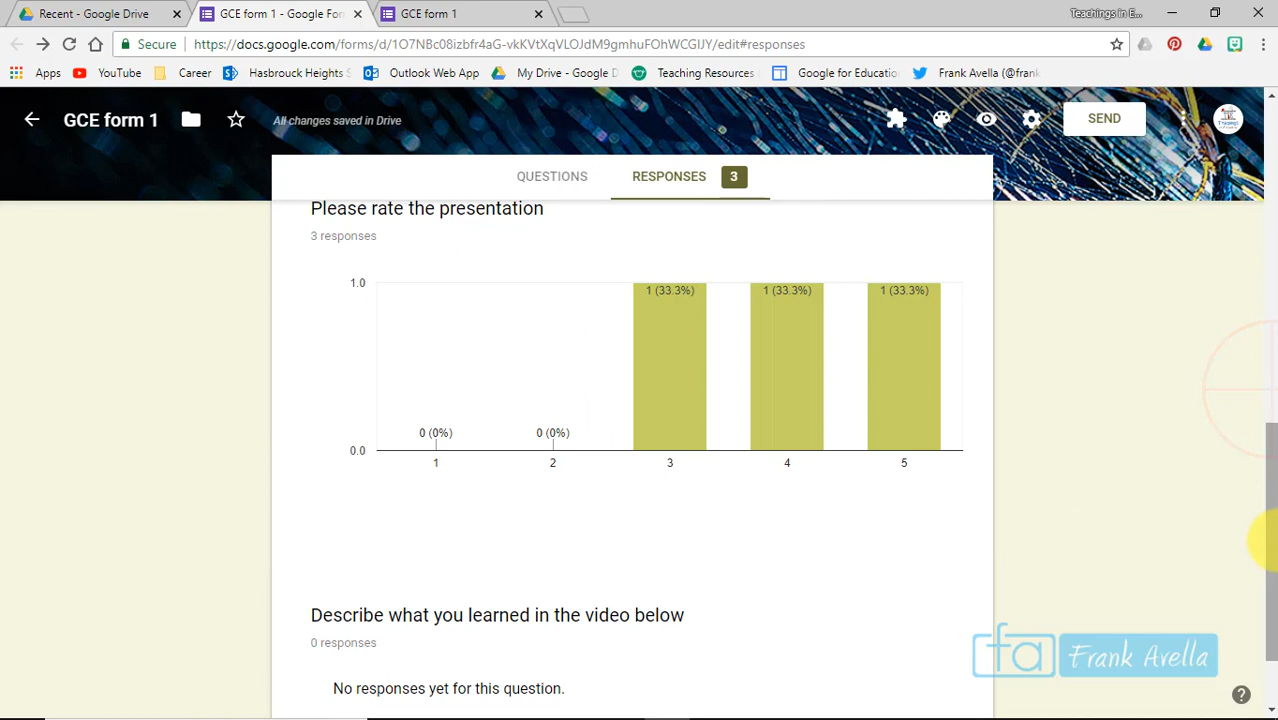 Recent - Google Drive
GCE form 1 - Google For
GCE form 1
Teachings in E...
Secure
https://docs.google.com/forms/d/1O7NBc08izbfr4aG-vkKVtXqVLOJdM9gmhuFOhWCGIJY/edit#responses
Apps
YouTube
Career
Hasbrouck Heights S
Outlook Web App
My Drive - Google D
Teaching Resources
Google for Educatio
Frank Avella (@frank
GCE form 1
All changes saved in Drive
SEND
QUESTIONS
RESPONSES 3
Please rate the presentation
3 responses
1.0
1 (33.3%)
1 (33.3%)
1 (33.3%)
0 (0%)
0 (0%)
0.0
1
2
3
4
5
Describe what you learned in the video below
0 responses
No responses yet for this question.
fa Frank Avella